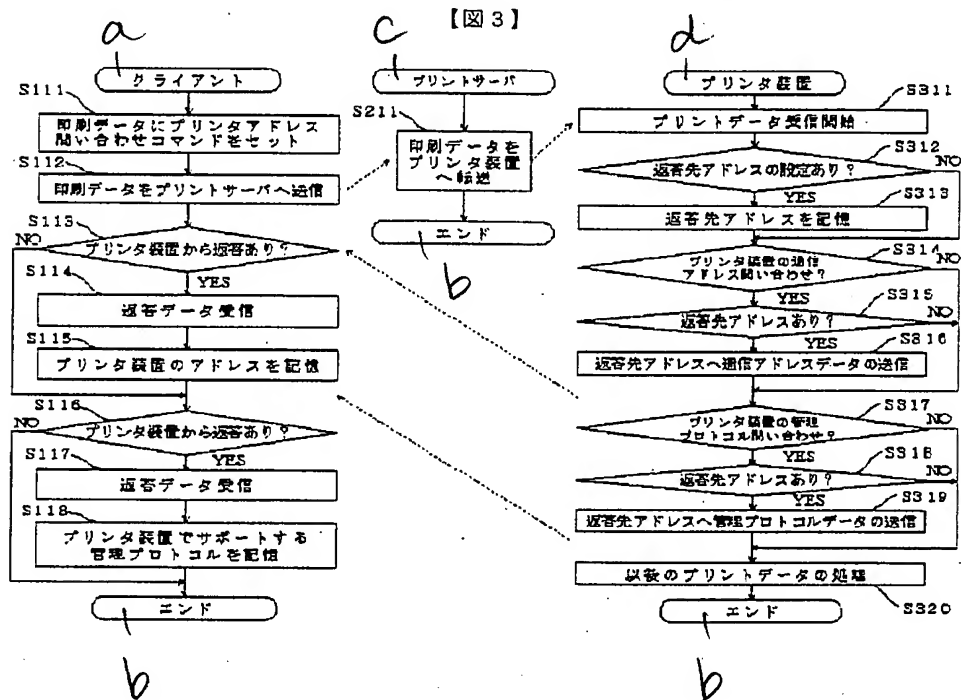 【図3】
a
クライアント
S111
印刷データにプリンタアドレス
問い合わせコマンドをセット
S112
印刷データをプリントサーバへ送信
S113
プリンタ装置から返答あり?
NO
YES
S114
返答データ受信
S115
プリンタ装置のアドレスを記憶
S116
プリンタ装置から返答あり?
NO
YES
S117
返答データ受信
S118
プリンタ装置でサポートする
管理プロトコルを記憶
エンド
b
c
プリントサーバ
S211
印刷データを
プリンタ装置
へ転送
エンド
b
d
プリンタ装置
S311
プリントデータ受信開始
S312
返答先アドレスの設定あり?
NO
YES
S313
返答先アドレスを記憶
S314
プリンタ装置の通信
アドレス問い合わせ?
NO
YES
S315
返答先アドレスあり?
NO
YES
S316
返答先アドレスへ通信アドレスデータの送信
S317
プリンタ装置の管理
プロトコル問い合わせ?
NO
YES
S318
返答先アドレスあり?
NO
YES
S319
返答先アドレスへ管理プロトコルデータの送信
以後のプリントデータの処理
S320
エンド
b